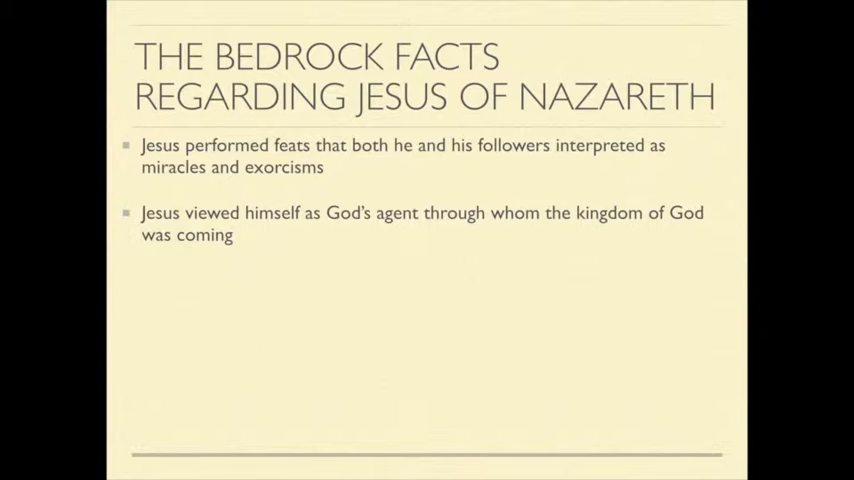 THE BEDROCK FACTS
REGARDING JESUS OF NAZARETH
Jesus performed feats that both he and his followers interpreted as
miracles and exorcisms
Jesus viewed himself as God's agent through whom the kingdom of God
was coming